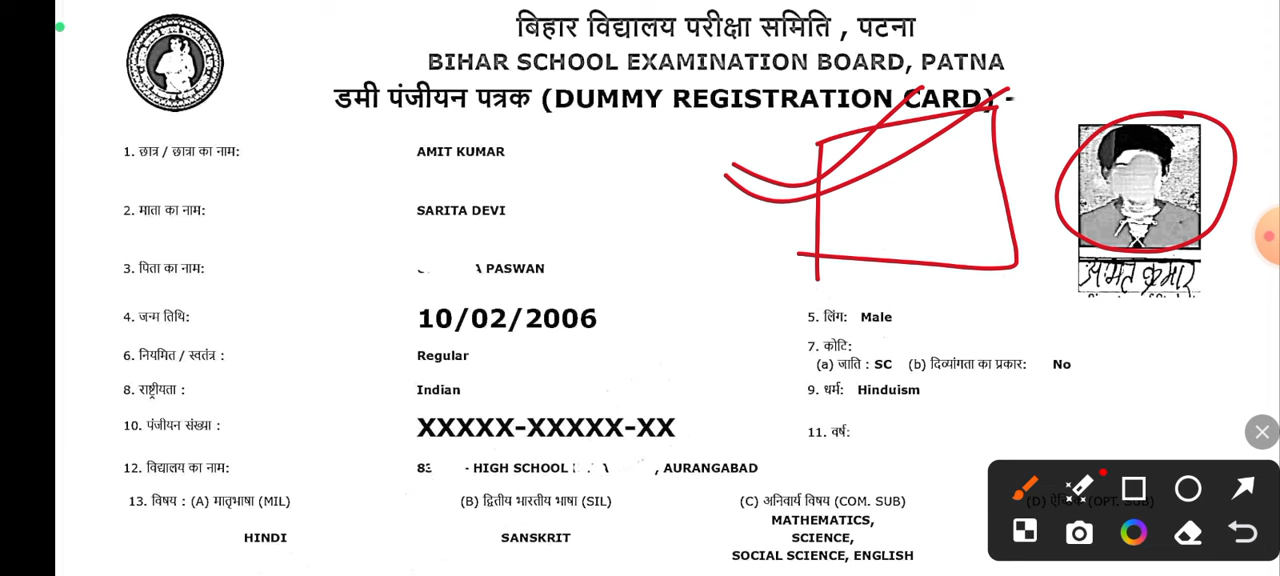 बिहार विद्यालय परीक्षा समिति , पटना
BIHAR SCHOOL EXAMINATION BOARD, PATNA
डमी पंजीयन पत्रक (DUMMY REGISTRATION CARD) -
1. छात्र / छात्रा का नाम: AMIT KUMAR
2. माता का नाम: SARITA DEVI
3. पिता का नाम: PASWAN
अमित कुमार
4. जन्म तिथि: 10/02/2006 5. लिंग: Male
6. नियमित / स्वतंत्र : Regular 7. कोटि:
(a) जाति : SC (b) दिव्यांगता का प्रकार: No
8. राष्ट्रीयता : Indian 9. धर्म: Hinduism
10. पंजीयन संख्या : XXXXX-XXXXX-XX 11. वर्ष:
12. विद्यालय का नाम: - HIGH SCHOOL , AURANGABAD
13. विषय : (A) मातृभाषा (MIL) (B) द्वितीय भारतीय भाषा (SIL) (C) अनिवार्य विषय (COM. SUB) (OPT. SUB)
HINDI SANSKRIT MATHEMATICS,
SCIENCE,
SOCIAL SCIENCE, ENGLISH